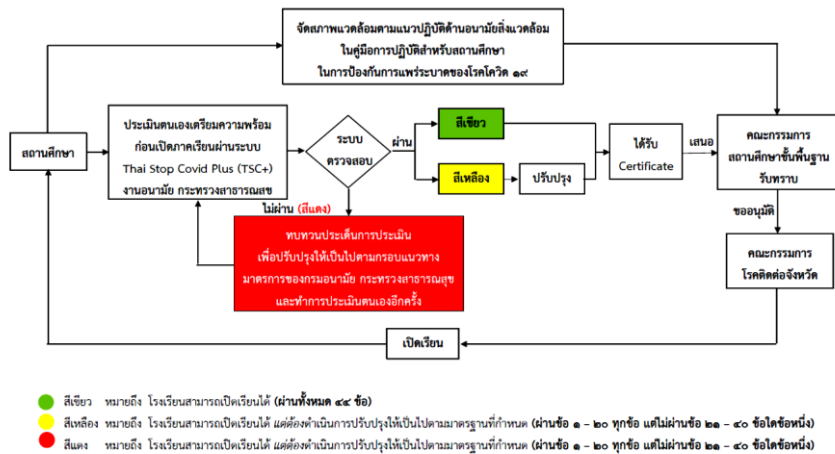 จัดสภาพแวดล้อมตามแนวปฏิบัติด้านอนามัยสิ่งแวดล้อม
ในคู่มือการปฏิบัติสำหรับสถานศึกษา
ในการป้องกันการแพร่ระบาดของโรคโควิด ๑๙
สถานศึกษา
ประเมินตนเองเตรียมความพร้อม
ก่อนเปิดภาคเรียนผ่านระบบ
Thai Stop Covid Plus (TSC+)
งานอนามัย กระทรวงสาธารณสุข
ระบบ
ตรวจสอบ
ผ่าน
สีเขียว
สีเหลือง
ปรับปรุง
ได้รับ
Certificate
เสนอ
คณะกรรมการ
สถานศึกษาขั้นพื้นฐาน
รับทราบ
ไม่ผ่าน (สีแดง)
ทบทวนประเด็นการประเมิน
เพื่อปรับปรุงให้เป็นไปตามกรอบแนวทาง
มาตรการของกรมอนามัย กระทรวงสาธารณสุข
และทำการประเมินตนเองอีกครั้ง
ขออนุมัติ
คณะกรรมการ
โรคติดต่อจังหวัด
เปิดเรียน
สีเขียว หมายถึง โรงเรียนสามารถเปิดเรียนได้ (ผ่านทั้งหมด ๔๔ ข้อ)
สีเหลือง หมายถึง โรงเรียนสามารถเปิดเรียนได้ แต่ต้องดำเนินการปรับปรุงให้เป็นไปตามมาตรฐานที่กำหนด (ผ่านข้อ ๑ – ๒๐ ทุกข้อ แต่ไม่ผ่านข้อ ๒๑ – ๔๐ ข้อใดข้อหนึ่ง)
สีแดง หมายถึง โรงเรียนสามารถเปิดเรียนได้ แต่ต้องดำเนินการปรับปรุงให้เป็นไปตามมาตรฐานที่กำหนด (ผ่านข้อ ๑ – ๒๐ ทุกข้อ แต่ไม่ผ่านข้อ ๒๑ – ๔๐ ข้อใดข้อหนึ่ง)